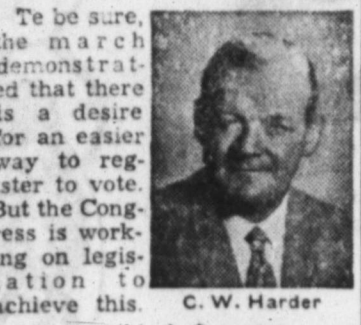 Te be sure,
the march
demonstrat-
ed that there
is a desire
for an easier
way to reg-
ister to vote.
But the Cong-
ress is work-
ing on legis-
lation to
achieve this.
C. W. Harder